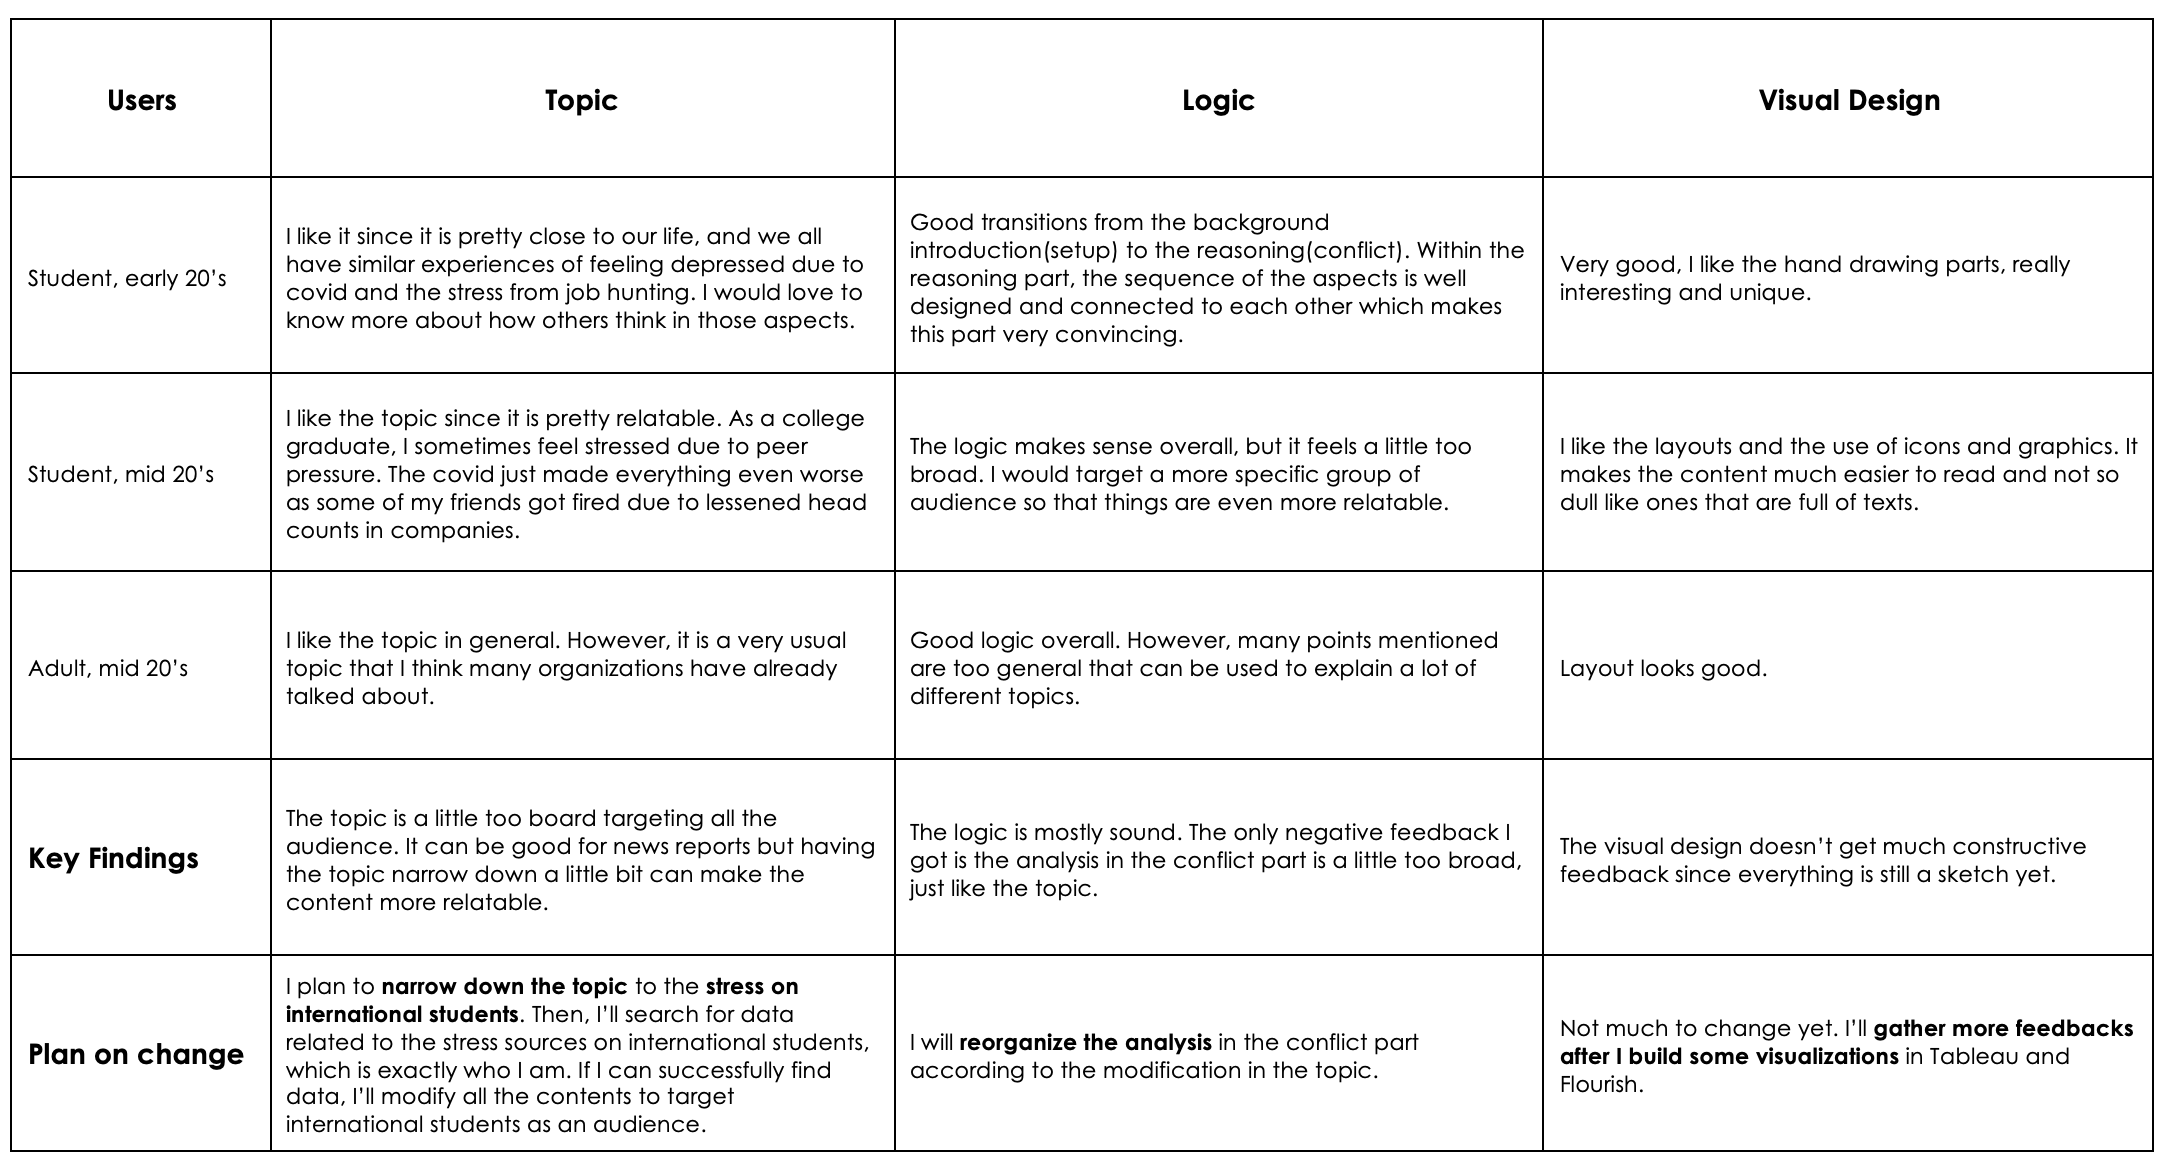 Users
Topic
Logic
Visual Design
Student, early 20's
I like it since it is pretty close to our life, and we all
have similar experiences of feeling depressed due to
covid and the stress from job hunting. I would love to
know more about how others think in those aspects.
Good transitions from the background
introduction(setup) to the reasoning(conflict). Within the
reasoning part, the sequence of the aspects is well
designed and connected to each other which makes
this part very convincing.
Very good, I like the hand drawing parts, really
interesting and unique.
Student, mid 20's
I like the topic since it is pretty relatable. As a college
graduate, I sometimes feel stressed due to peer
pressure. The covid just made everything even worse
as some of my friends got fired due to lessened head
counts in companies.
The logic makes sense overall, but it feels a little too
broad. I would target a more specific group of
audience so that things are even more relatable.
I like the layouts and the use of icons and graphics. It
makes the content much easier to read and not so
dull like ones that are full of texts.
Adult, mid 20's
I like the topic in general. However, it is a very usual
topic that I think many organizations have already
talked about.
Good logic overall. However, many points mentioned
are too general that can be used to explain a lot of
different topics.
Layout looks good.
Key Findings
The topic is a little too board targeting all the
audience. It can be good for news reports but having
the topic narrow down a little bit can make the
content more relatable.
The logic is mostly sound. The only negative feedback I
got is the analysis in the conflict part is a little too broad,
just like the topic.
The visual design doesn't get much constructive
feedback since everything is still a sketch yet.
Plan on change
I plan to narrow down the topic to the stress on
international students. Then, I'll search for data
related to the stress sources on international students,
which is exactly who I am. If I can successfully find
data, I'll modify all the contents to target
international students as an audience.
I will reorganize the analysis in the conflict part
according to the modification in the topic.
Not much to change yet. I'll gather more feedbacks
after I build some visualizations in Tableau and
Flourish.